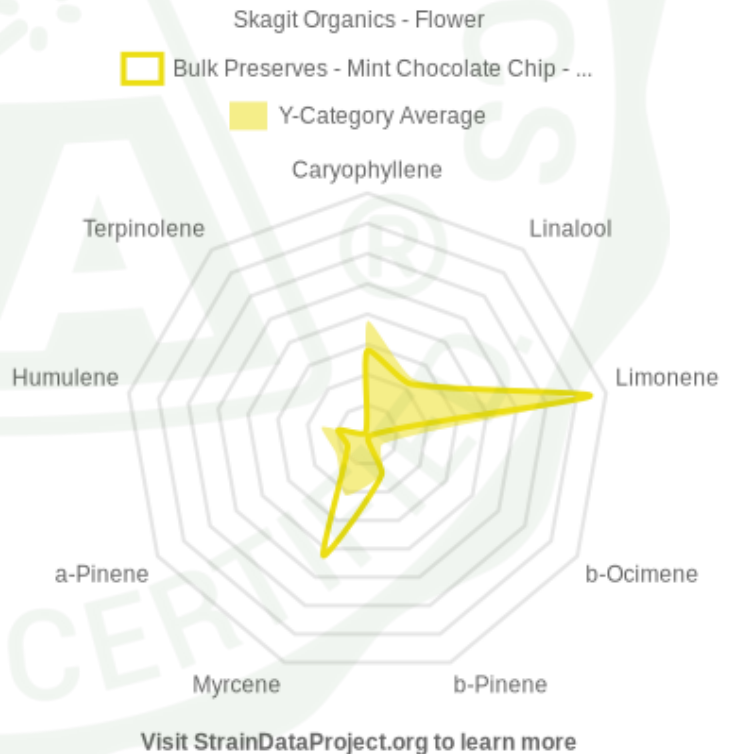 Skagit Organics - Flower
Bulk Preserves - Mint Chocolate Chip - ...
Y-Category Average
Caryophyllene
Terpinolene
Linalool
Humulene
Limonene
a-Pinene
b-Ocimene
Myrcene
b-Pinene
Visit StrainDataProject.org to learn more
A
®
CERTIFIED